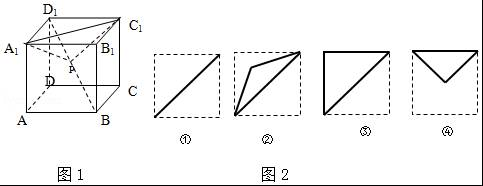 D₁
C₁
A₁ B₁
P
D
C
A B
① ② ③ ④
图1 图2